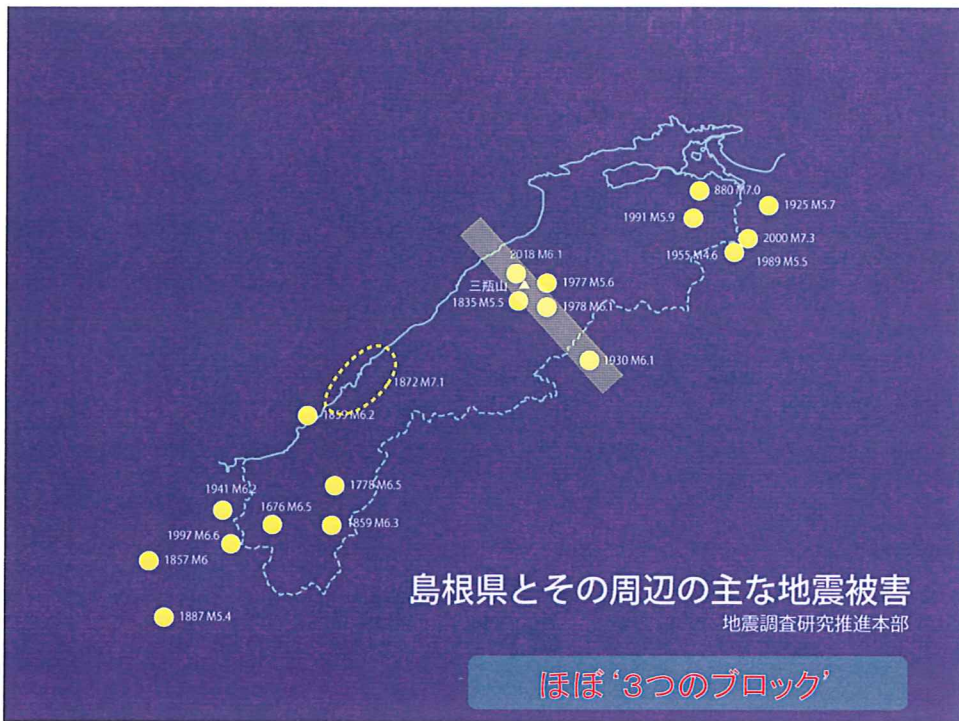 880 M7.0
1925 M5.7
1991 M5.9
2000 M7.3
1955 M4.6
1989 M5.5
2018 M6.1
三瓶山
1977 M5.6
1835 M5.5
1978 M6.1
1930 M6.1
1872 M7.1
1859 M6.2
1778 M6.5
1941 M6.2
1676 M6.5
1859 M6.3
1997 M6.6
1857 M6
1887 M5.4
島根県とその周辺の主な地震被害
地震調査研究推進本部
ほぼ‘3つのブロック’